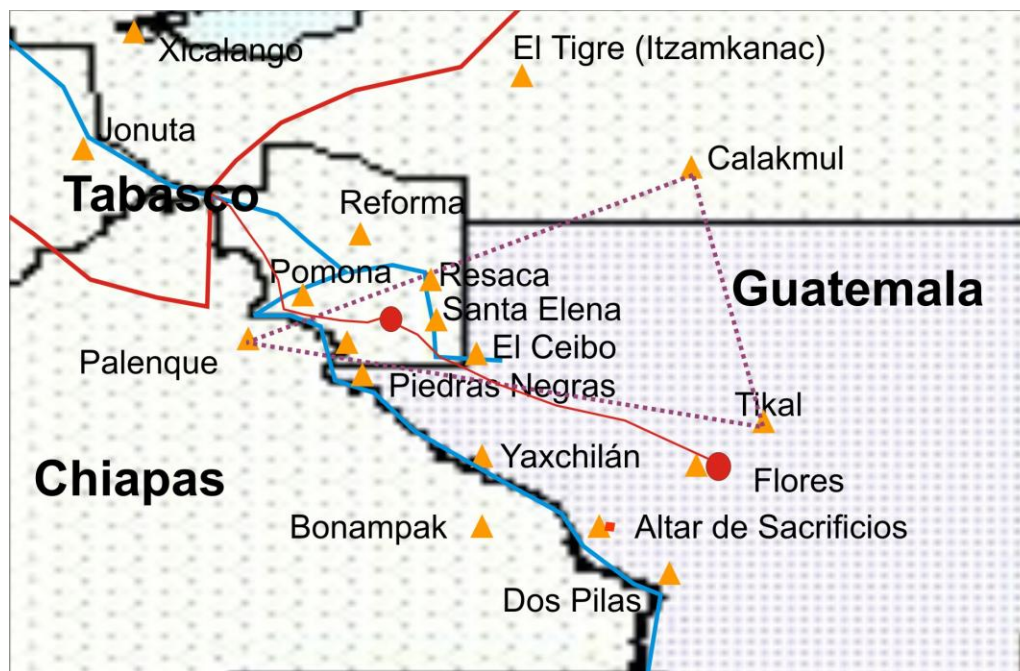 Xicalango
El Tigre (Itzamkanac)
Jonuta
Calakmul
Tabasco
Reforma
Pomona
Resaca
Guatemala
Santa Elena
El Ceibo
Palenque
Piedras Negras
Tikal
Yaxchilán
Chiapas
Flores
Bonampak
Altar de Sacrificios
Dos Pilas